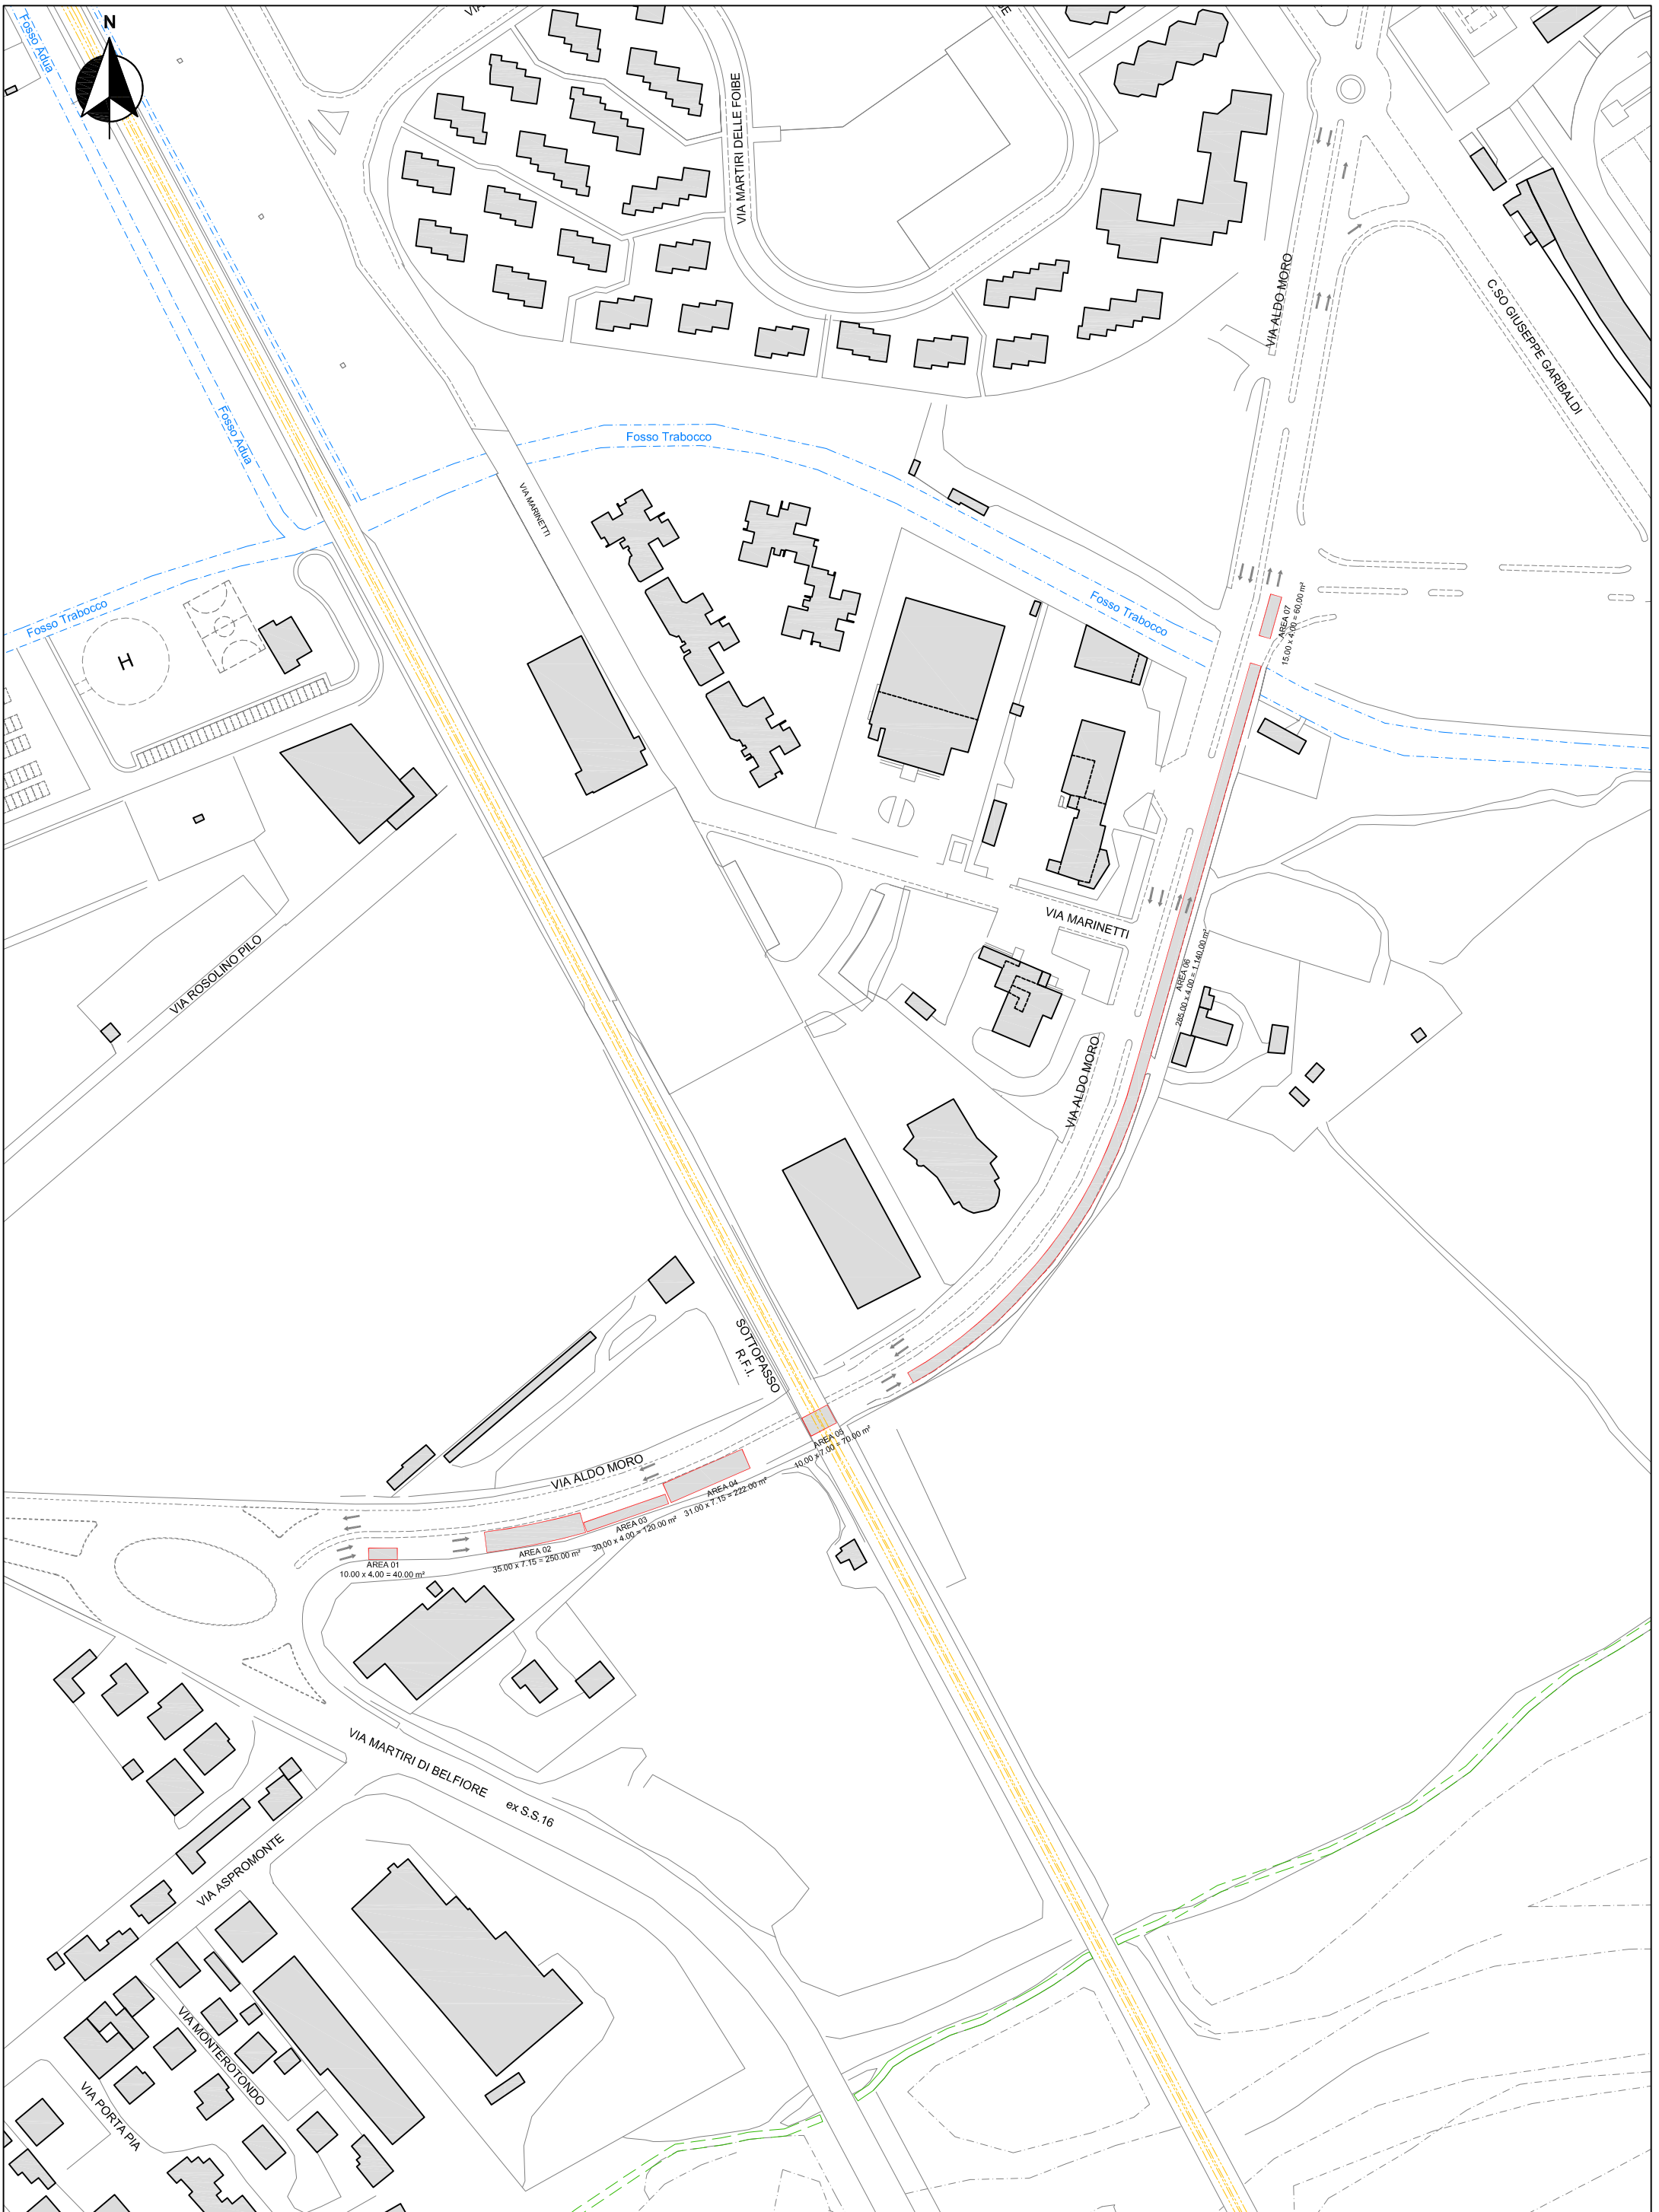 N
Fosso Adua
VIA MARTIRI DELLE FOIBE
VIA ALDO MORO
C.SO GIUSEPPE GARIBALDI
Fosso Adua
Fosso Trabocco
VIA MARINETTI
Fosso Trabocco
Fosso Trabocco
H
AREA 07
15.00 x 4.00 = 60,00 m²
VIA MARINETTI
VIA ROSOLINO PILO
AREA 06
285.00 x 4.00 = 1.140.00 m²
VIA ALDO MORO
SOTTOPASSO
R.F.I.
AREA 05
10.00 x 7.00 = 70.00 m²
VIA ALDO MORO
AREA 04
31.00 x 7.15 = 222.00 m²
AREA 03
30.00 x 4.00 = 120.00 m²
AREA 02
35.00 x 7.15 = 250.00 m²
AREA 01
10.00 x 4.00 = 40.00 m²
VIA MARTIRI DI BELFIORE
ex S.S.16
VIA ASPROMONTE
VIA MONTEROTONDO
VIA PORTA PIA